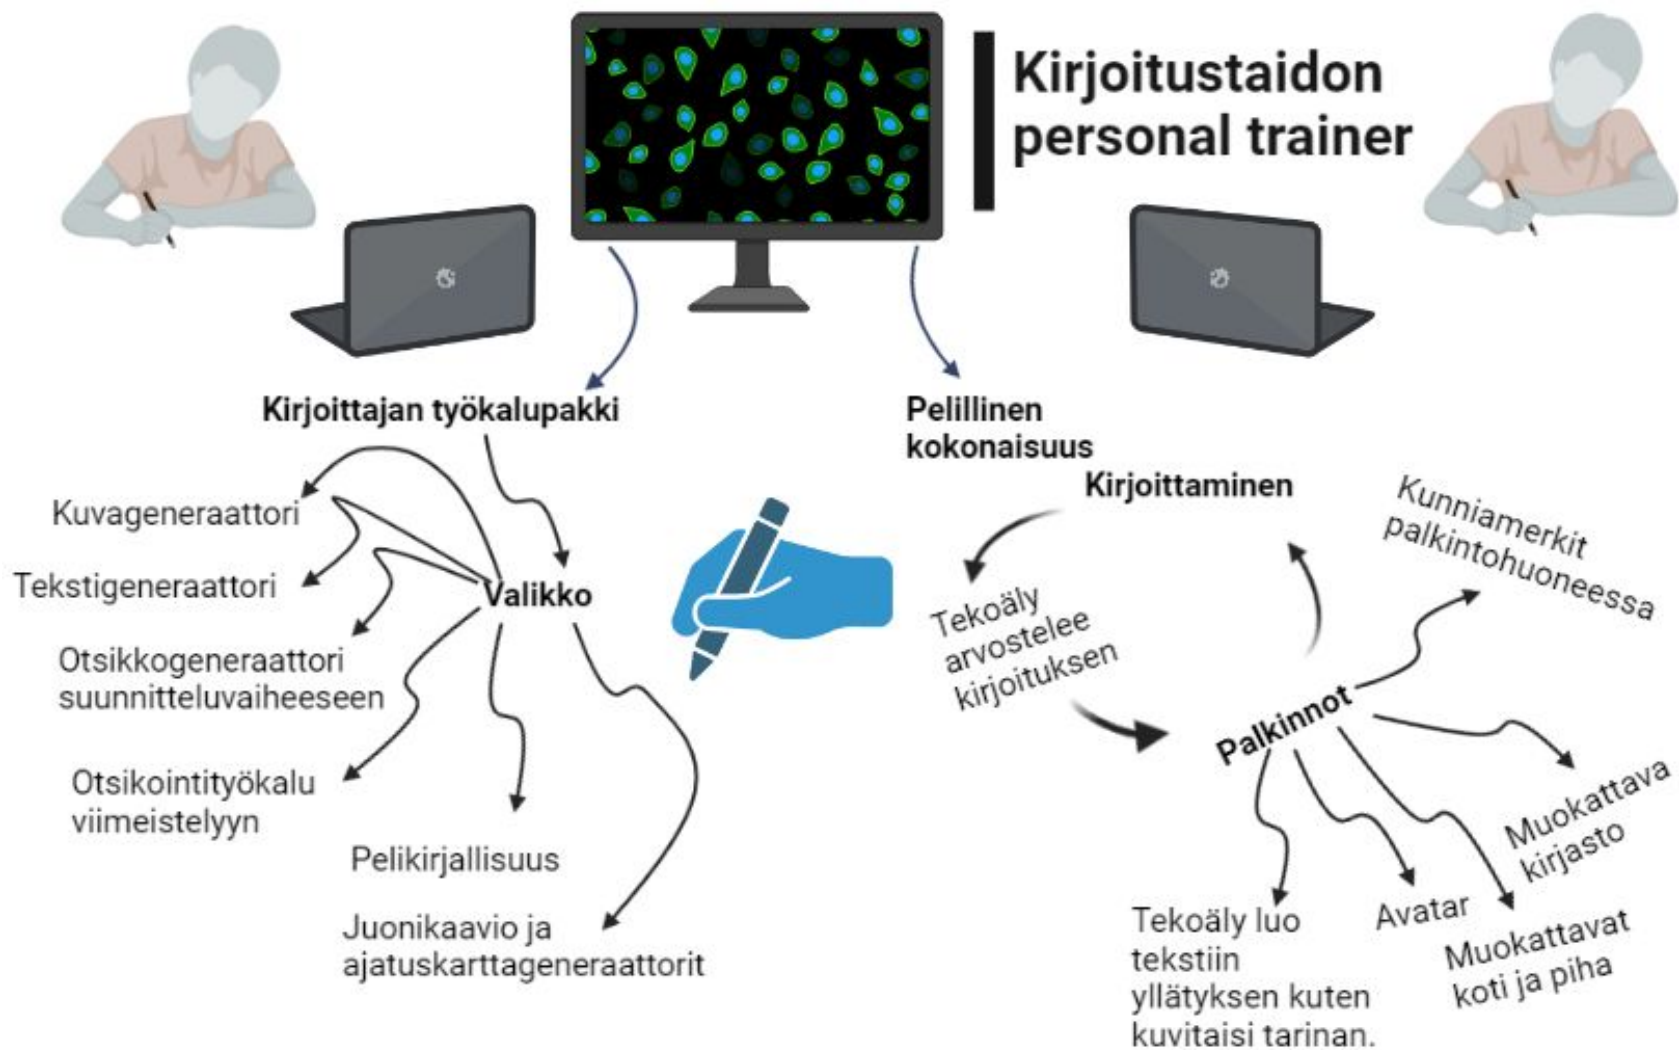 Kirjoitustaidon
personal trainer
Kirjoittajan työkalupakki
Kuvageneraattori
Tekstigeneraattori
Valikko
Otsikkogeneraattori
suunnitteluvaiheeseen
Otsikointityökalu
viimeistelyyn
Pelikirjallisuus
Juonikaavio ja
ajatuskarttageneraattorit
Pelillinen
kokonaisuus
Kirjoittaminen
Tekoäly
arvostelee
kirjoituksen
Palkinnot
Kunniamerkit
palkintohuoneessa
Muokattava
kirjasto
Muokattavat
koti ja piha
Avatar
Tekoäly luo
tekstiin
yllätyksen kuten
kuvitaisi tarinan.